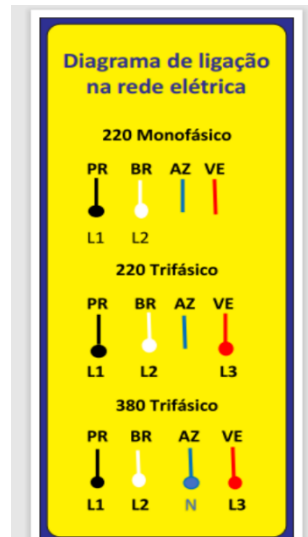 Diagrama de ligação
na rede elétrica
220 Monofásico
PR BR AZ VE
L1 L2
220 Trifásico
PR BR AZ VE
L1 L2 L3
380 Trifásico
PR BR AZ VE
L1 L2 N L3